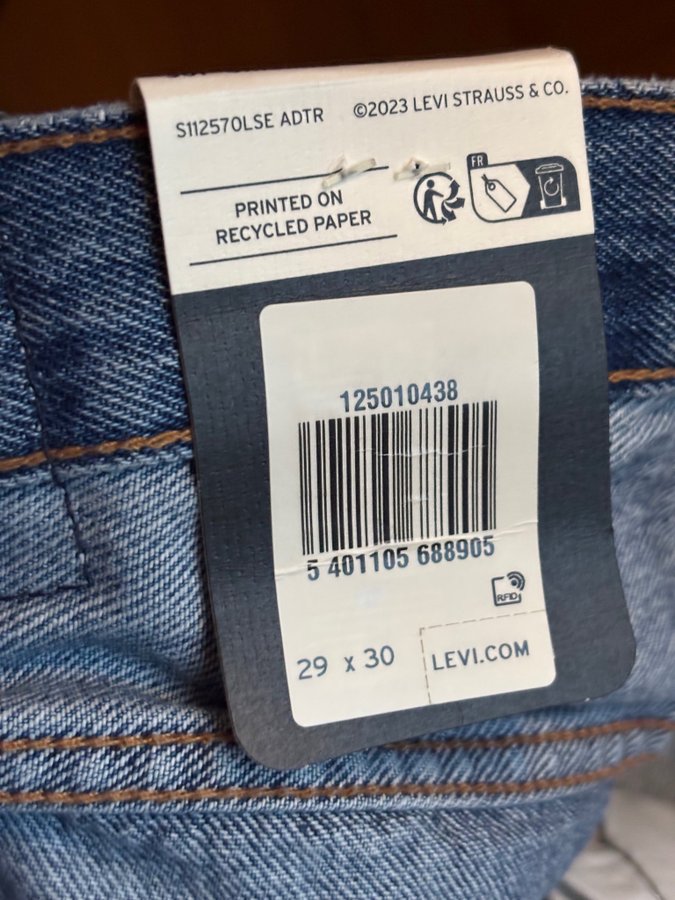 S112570LSE ADTR ©2023 LEVI STRAUSS & CO.
PRINTED ON
RECYCLED PAPER
FR
125010438
5 401105 688905
RFID
29 x 30
LEVI.COM